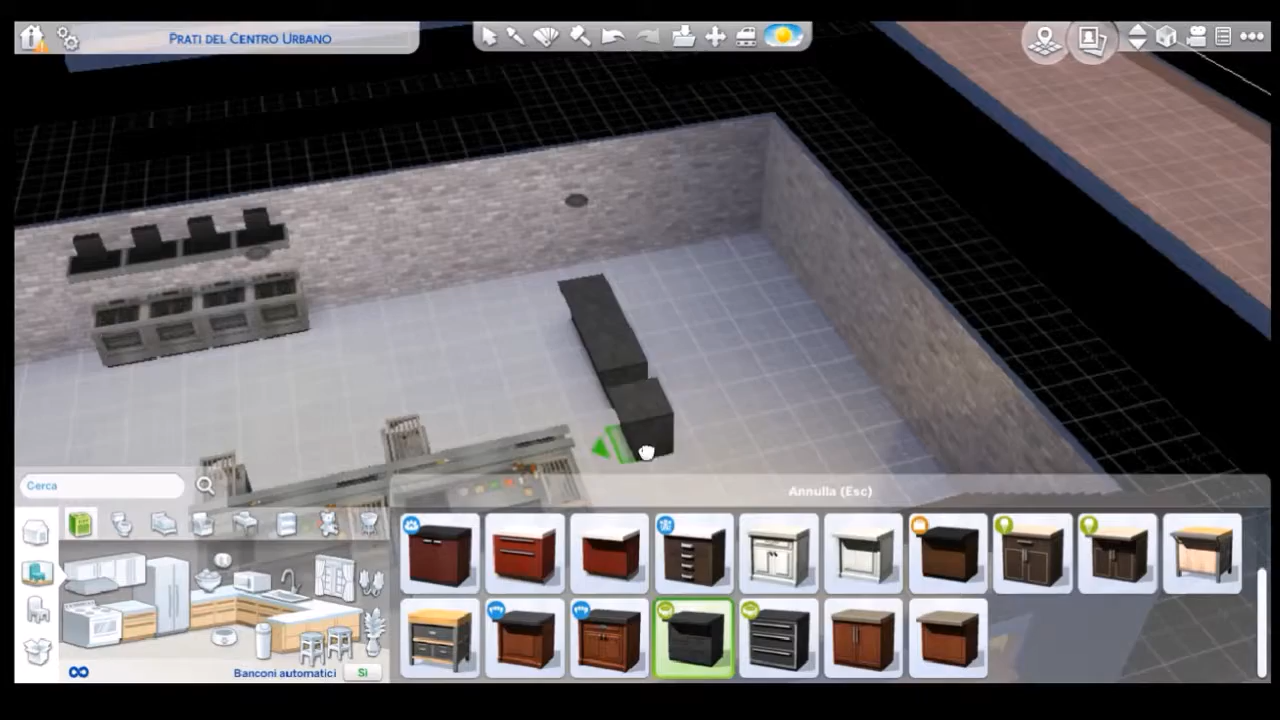 PRATI DEL CENTRO URBANO
Cerca
Annulla (Esc)
Banconi automatici
Sì